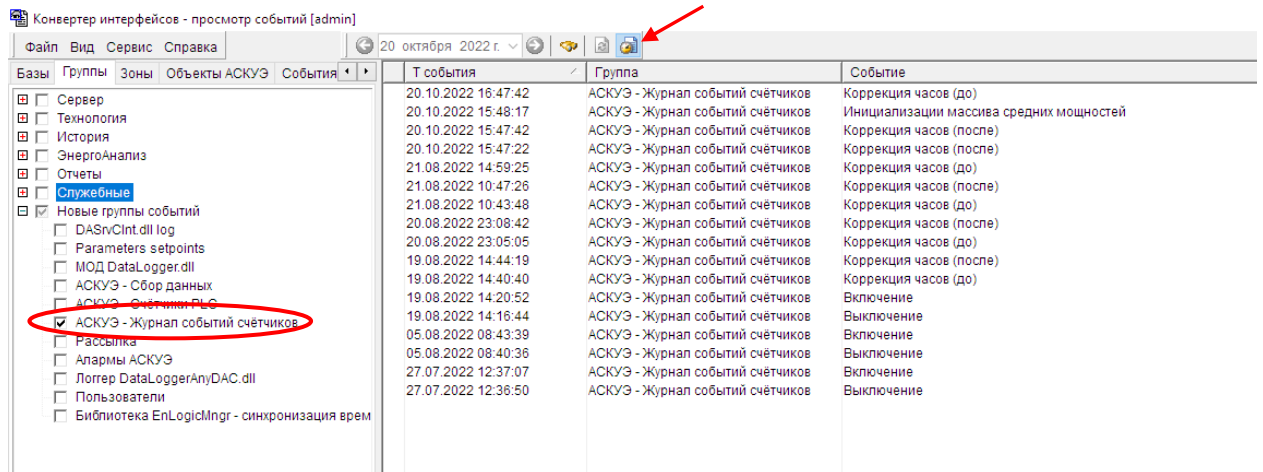 Конвертер интерфейсов - просмотр событий [admin]
Файл Вид Сервис Справка 20 октября 2022 г.
Базы Группы Зоны Объекты АСКУЭ События
Сервер
Технология
История
ЭнергоАнализ
Отчеты
Служебные
Новые группы событий
DASrvClnt.dll log
Parameters setpoints
МОД DataLogger.dll
АСКУЭ - Сбор данных
АСКУЭ - Счётчики PLC
АСКУЭ - Журнал событий счётчиков
Рассылка
Алармы АСКУЭ
Логгер DataLoggerAnyDAC.dll
Пользователи
Библиотека EnLogicMngr - синхронизация врем
Т события Группа Событие
20.10.2022 16:47:42 АСКУЭ - Журнал событий счётчиков Коррекция часов (до)
20.10.2022 15:48:17 АСКУЭ - Журнал событий счётчиков Инициализации массива средних мощностей
20.10.2022 15:47:42 АСКУЭ - Журнал событий счётчиков Коррекция часов (после)
20.10.2022 15:47:22 АСКУЭ - Журнал событий счётчиков Коррекция часов (после)
21.08.2022 14:59:25 АСКУЭ - Журнал событий счётчиков Коррекция часов (до)
21.08.2022 10:47:26 АСКУЭ - Журнал событий счётчиков Коррекция часов (после)
21.08.2022 10:43:48 АСКУЭ - Журнал событий счётчиков Коррекция часов (до)
20.08.2022 23:08:42 АСКУЭ - Журнал событий счётчиков Коррекция часов (после)
20.08.2022 23:05:05 АСКУЭ - Журнал событий счётчиков Коррекция часов (до)
19.08.2022 14:44:19 АСКУЭ - Журнал событий счётчиков Коррекция часов (после)
19.08.2022 14:40:40 АСКУЭ - Журнал событий счётчиков Коррекция часов (до)
19.08.2022 14:20:52 АСКУЭ - Журнал событий счётчиков Включение
19.08.2022 14:16:44 АСКУЭ - Журнал событий счётчиков Выключение
05.08.2022 08:43:39 АСКУЭ - Журнал событий счётчиков Включение
05.08.2022 08:40:36 АСКУЭ - Журнал событий счётчиков Выключение
27.07.2022 12:37:07 АСКУЭ - Журнал событий счётчиков Включение
27.07.2022 12:36:50 АСКУЭ - Журнал событий счётчиков Выключение